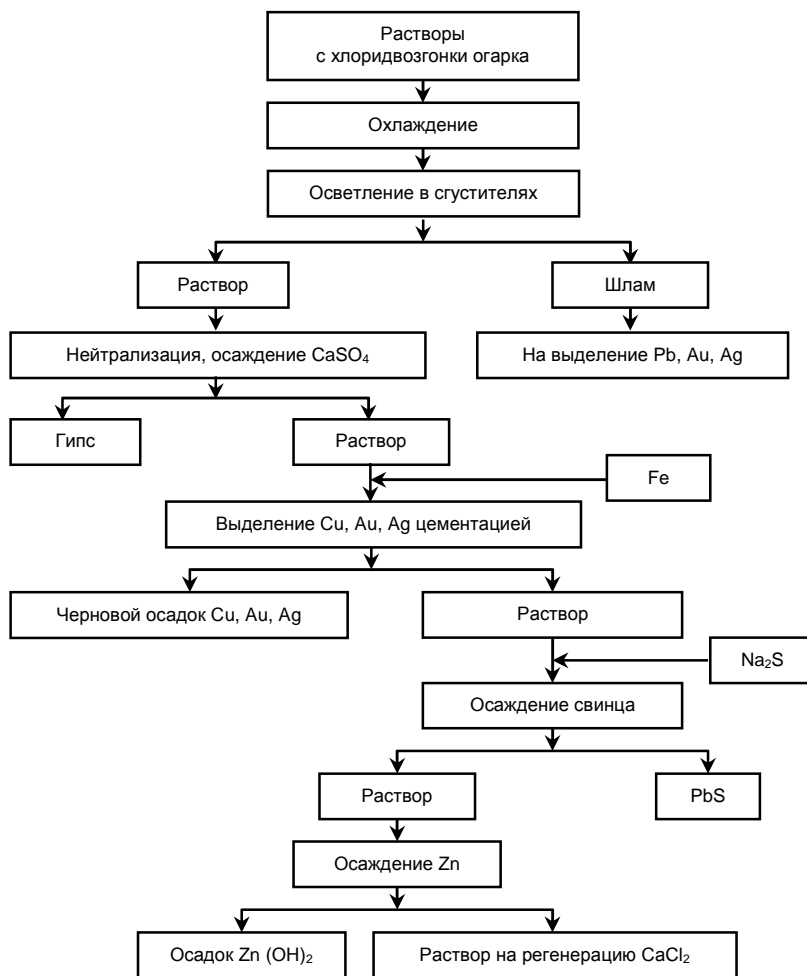 Растворы
с хлоридвозгонки огарка
Охлаждение
Осветление в сгустителях
Раствор
Шлам
Нейтрализация, осаждение CaSO₄
На выделение Pb, Au, Ag
Гипс
Раствор
Fe
Выделение Cu, Au, Ag цементацией
Черновой осадок Cu, Au, Ag
Раствор
Na₂S
Осаждение свинца
Раствор
PbS
Осаждение Zn
Осадок Zn (OH)₂
Раствор на регенерацию CaCl₂